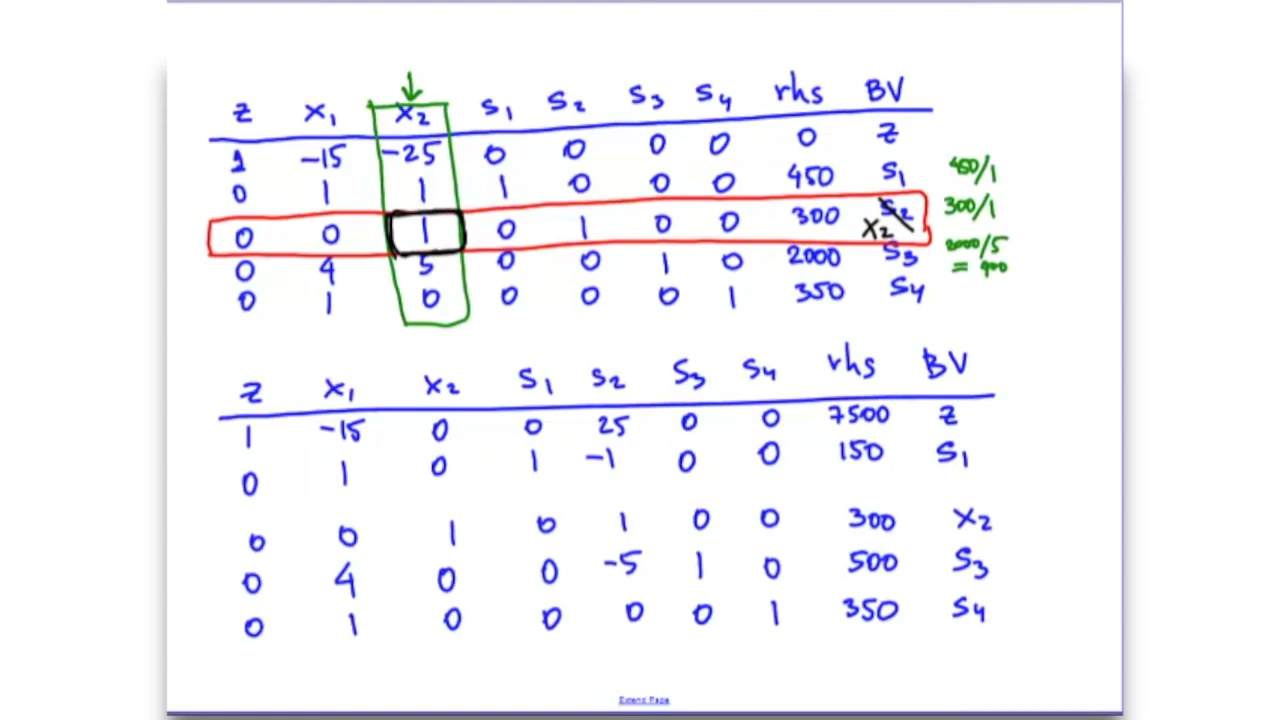 z x₁ x₂ s₁ s₂ s₃ s₄ rhs BV
1 -15 -25 0 0 0 0 0 z
0 1 1 1 0 0 0 450 s₁ 450/1
0 0 1 0 1 0 0 300 s₂ x₂ 300/1
0 4 5 0 0 1 0 2000 s₃ 2000/5
= 400
0 1 0 0 0 0 1 350 s₄
z x₁ x₂ s₁ s₂ s₃ s₄ rhs BV
1 -15 0 0 25 0 0 7500 z
0 1 0 1 -1 0 0 150 s₁
0 0 1 0 1 0 0 300 x₂
0 4 0 0 -5 1 0 500 s₃
0 1 0 0 0 0 1 350 s₄
Extend Page